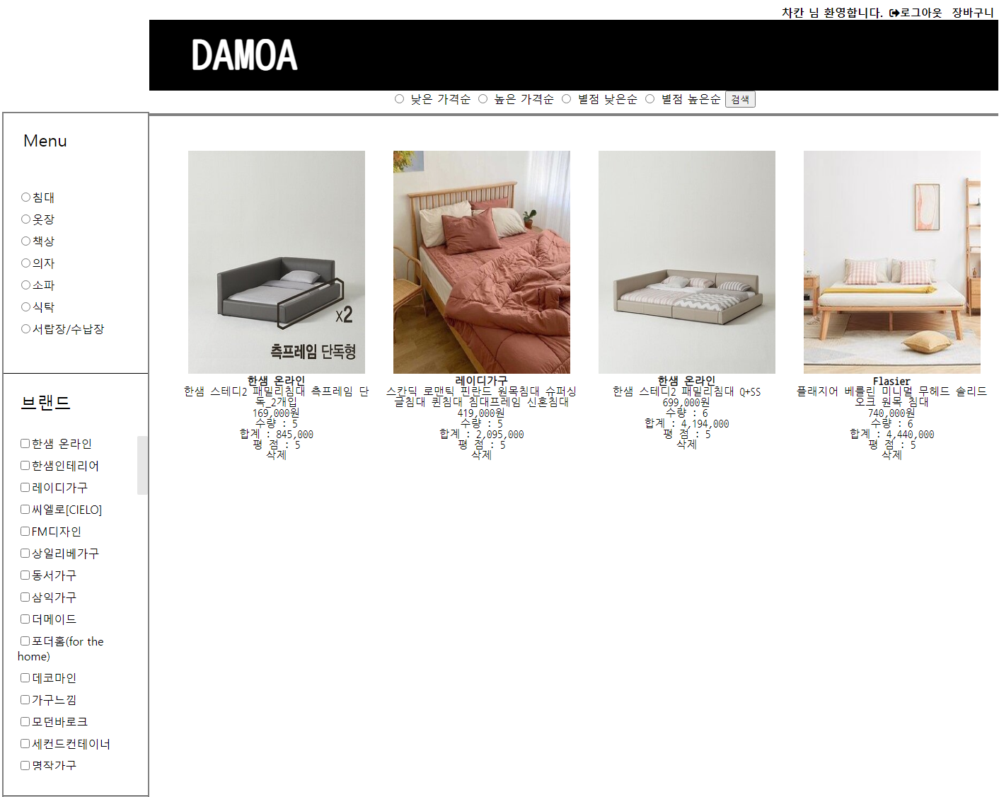 차칸 님 환영합니다. 로그아웃 장바구니
DAMOA
낮은 가격순 높은 가격순 별점 낮은순 별점 높은순 검색
Menu
침대
옷장
책상
의자
소파
식탁
서랍장/수납장
브랜드
한샘 온라인
한샘인테리어
레이디가구
씨엘로[CIELO]
FM디자인
상일리베가구
동서가구
삼익가구
더메이드
포더홈(for the
home)
데코마인
가구느낌
모던바로크
세컨드컨테이너
명작가구
x2
측프레임 단독형
한샘 온라인
한샘 스테디2 패밀리침대 측프레임 단
독_2개입
169,000원
수량 : 5
합계 : 845,000
평 점 : 5
삭제
레이디가구
스칸딕 로맨틱 핀란드 원목침대 슈퍼싱
글침대 퀸침대 침대프레임 신혼침대
419,000원
수량 : 5
합계 : 2,095,000
평 점 : 5
삭제
한샘 온라인
한샘 스테디2 패밀리침대 Q+SS
699,000원
수량 : 6
합계 : 4,194,000
평 점 : 5
삭제
Flasier
플래지어 베를린 미니멀 무헤드 솔리드
오크 원목 침대
740,000원
수량 : 6
합계 : 4,440,000
평 점 : 5
삭제